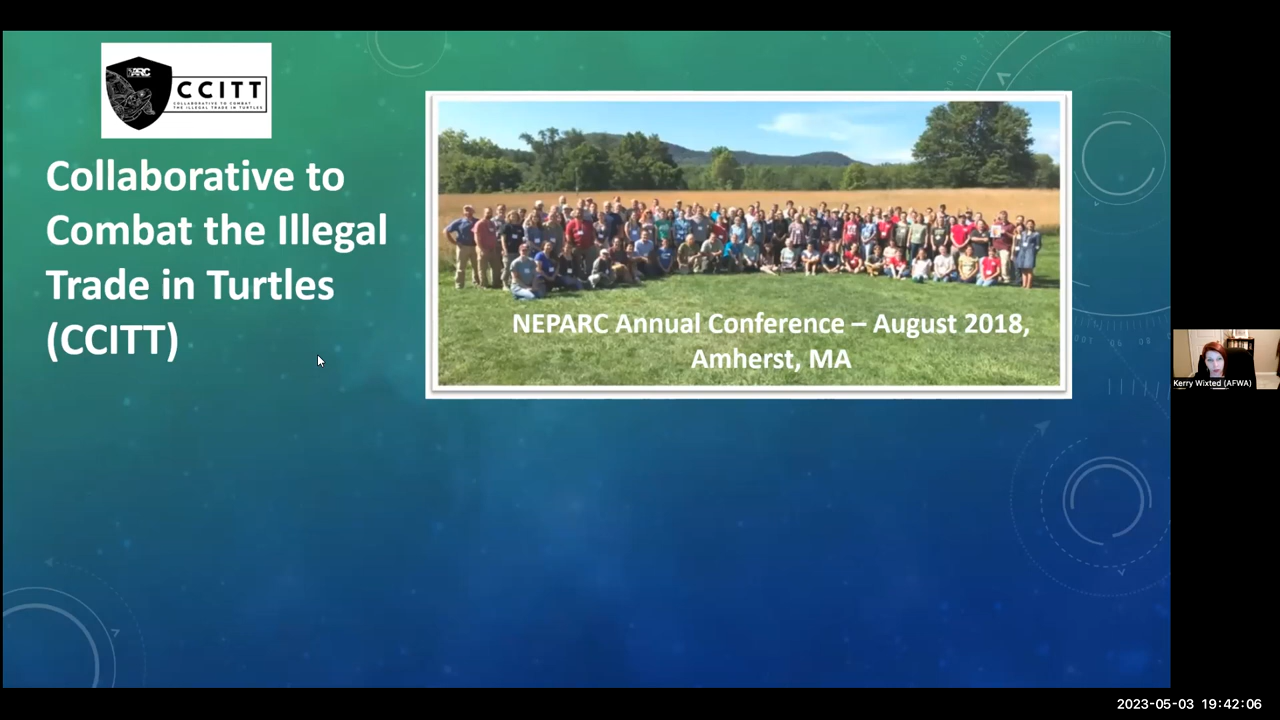 PARC
CCITT
COLLABORATIVE TO COMBAT
THE ILLEGAL TRADE IN TURTLES
Collaborative to
Combat the Illegal
Trade in Turtles
(CCITT)
NEPARC Annual Conference – August 2018,
Amherst, MA
Kerry Wixted (AFWA)
2023-05-03 19:42:06